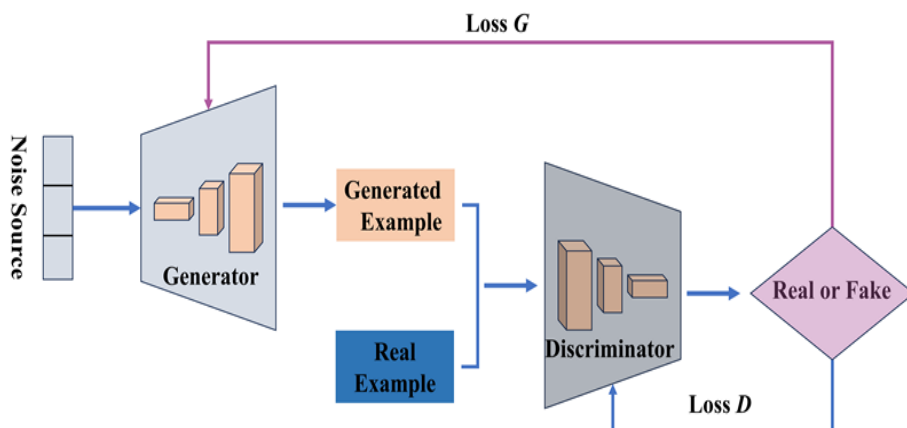 Loss G
Noise Source
Generator
Generated
Example
Real
Example
Discriminator
Real or Fake
Loss D